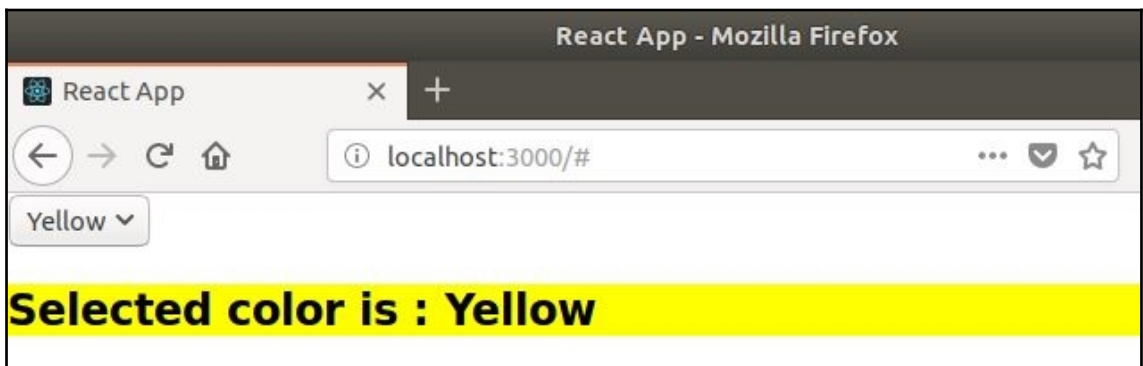 React App - Mozilla Firefox
React App
localhost:3000/#
Yellow
Selected color is : Yellow